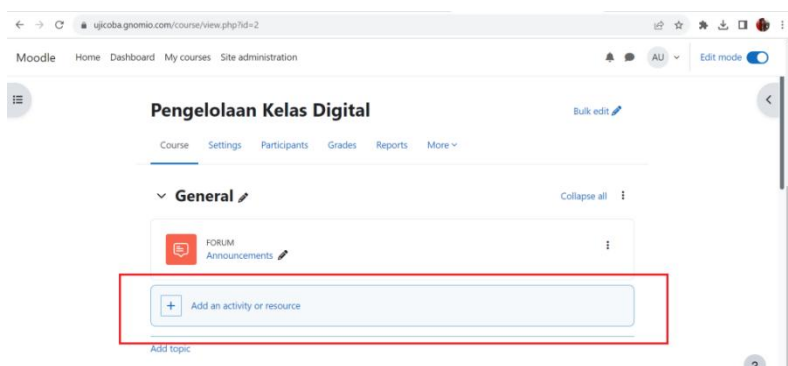 ujicoba.gnomio.com/course/view.php?id=2
Moodle Home Dashboard My courses Site administration AU Edit mode
Pengelolaan Kelas Digital Bulk edit
Course Settings Participants Grades Reports More
General Collapse all
FORUM
Announcements
Add an activity or resource
Add topic
?